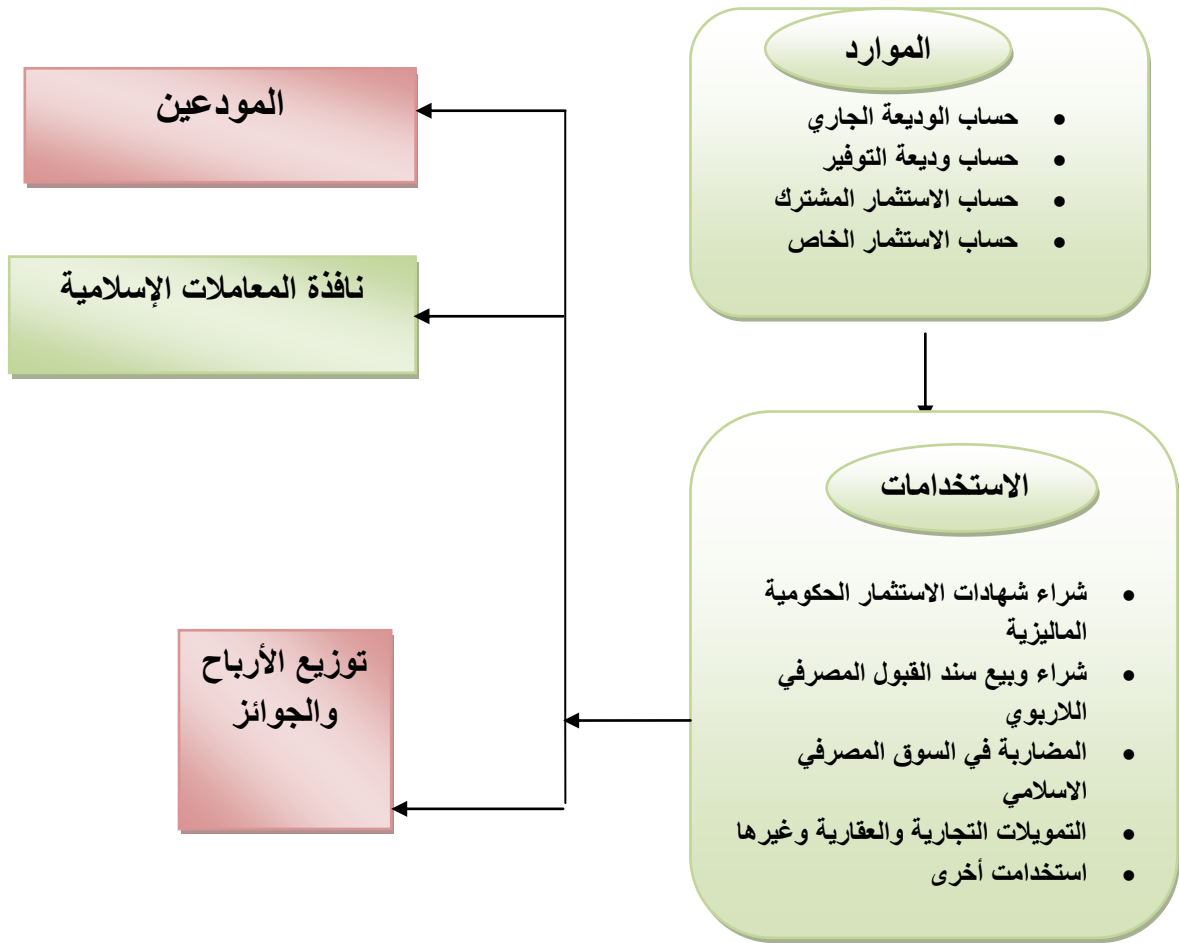 الموارد
حساب الوديعة الجاري
حساب وديعة التوفير
حساب الاستثمار المشترك
حساب الاستثمار الخاص
المودعين
نافذة المعاملات الإسلامية
الاستخدامات
شراء شهادات الاستثمار الحكومية
الماليزية
شراء وبيع سند القبول المصرفي
اللاربوي
المضاربة في السوق المصرفي
الاسلامي
التمويلات التجارية والعقارية وغيرها
استخدامت أخرى
توزيع الأرباح
والجوائز